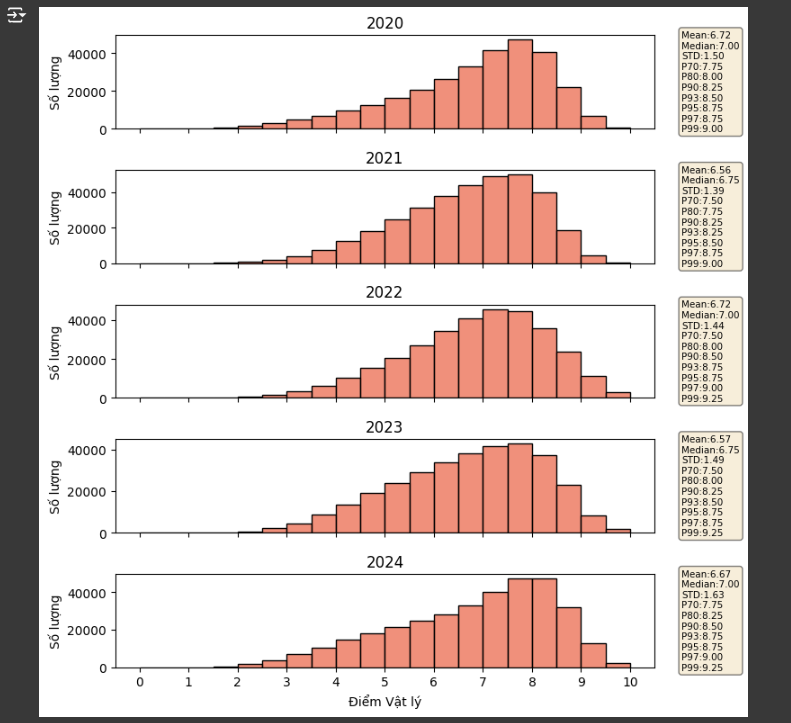 2020
Số lượng
40000
20000
0
Mean:6.72
Median:7.00
STD:1.50
P70:7.75
P80:8.00
P90:8.25
P93:8.50
P95:8.75
P97:8.75
P99:9.00
2021
Số lượng
40000
20000
0
Mean:6.56
Median:6.75
STD:1.39
P70:7.50
P80:7.75
P90:8.25
P93:8.25
P95:8.50
P97:8.75
P99:9.00
2022
Số lượng
40000
20000
0
Mean:6.72
Median:7.00
STD:1.44
P70:7.50
P80:8.00
P90:8.50
P93:8.75
P95:8.75
P97:9.00
P99:9.25
2023
Số lượng
40000
20000
0
Mean:6.57
Median:6.75
STD:1.49
P70:7.50
P80:8.00
P90:8.25
P93:8.50
P95:8.75
P97:8.75
P99:9.25
2024
Số lượng
40000
20000
0
Mean:6.67
Median:7.00
STD:1.63
P70:7.75
P80:8.25
P90:8.50
P93:8.75
P95:8.75
P97:9.00
P99:9.25
0 1 2 3 4 5 6 7 8 9 10
Điểm Vật lý